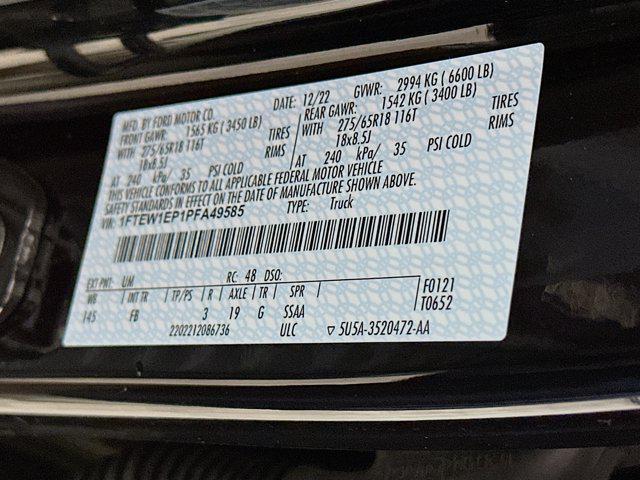 MFD. BY FORD MOTOR CO.
DATE: 12/22 GVWR: 2994 KG ( 6600 LB)
FRONT GAWR: 1565 KG ( 3450 LB) REAR GAWR: 1542 KG ( 3400 LB)
WITH 275/65R18 116T TIRES WITH 275/65R18 116T TIRES
18x8.5J RIMS 18x8.5J RIMS
AT 240 kPa/ 35 PSI COLD AT 240 kPa/ 35 PSI COLD
THIS VEHICLE CONFORMS TO ALL APPLICABLE FEDERAL MOTOR VEHICLE
SAFETY STANDARDS IN EFFECT ON THE DATE OF MANUFACTURE SHOWN ABOVE.
VIN: 1FTEW1EP1PFA49585 TYPE: Truck
EXT PNT: UM RC: 48 DSO: F0121
WB INT TR TP/PS R AXLE TR SPR T0652
145 FB 3 19 G SSAA
2202212086736 ULC ▽ 5U5A-3520472-AA